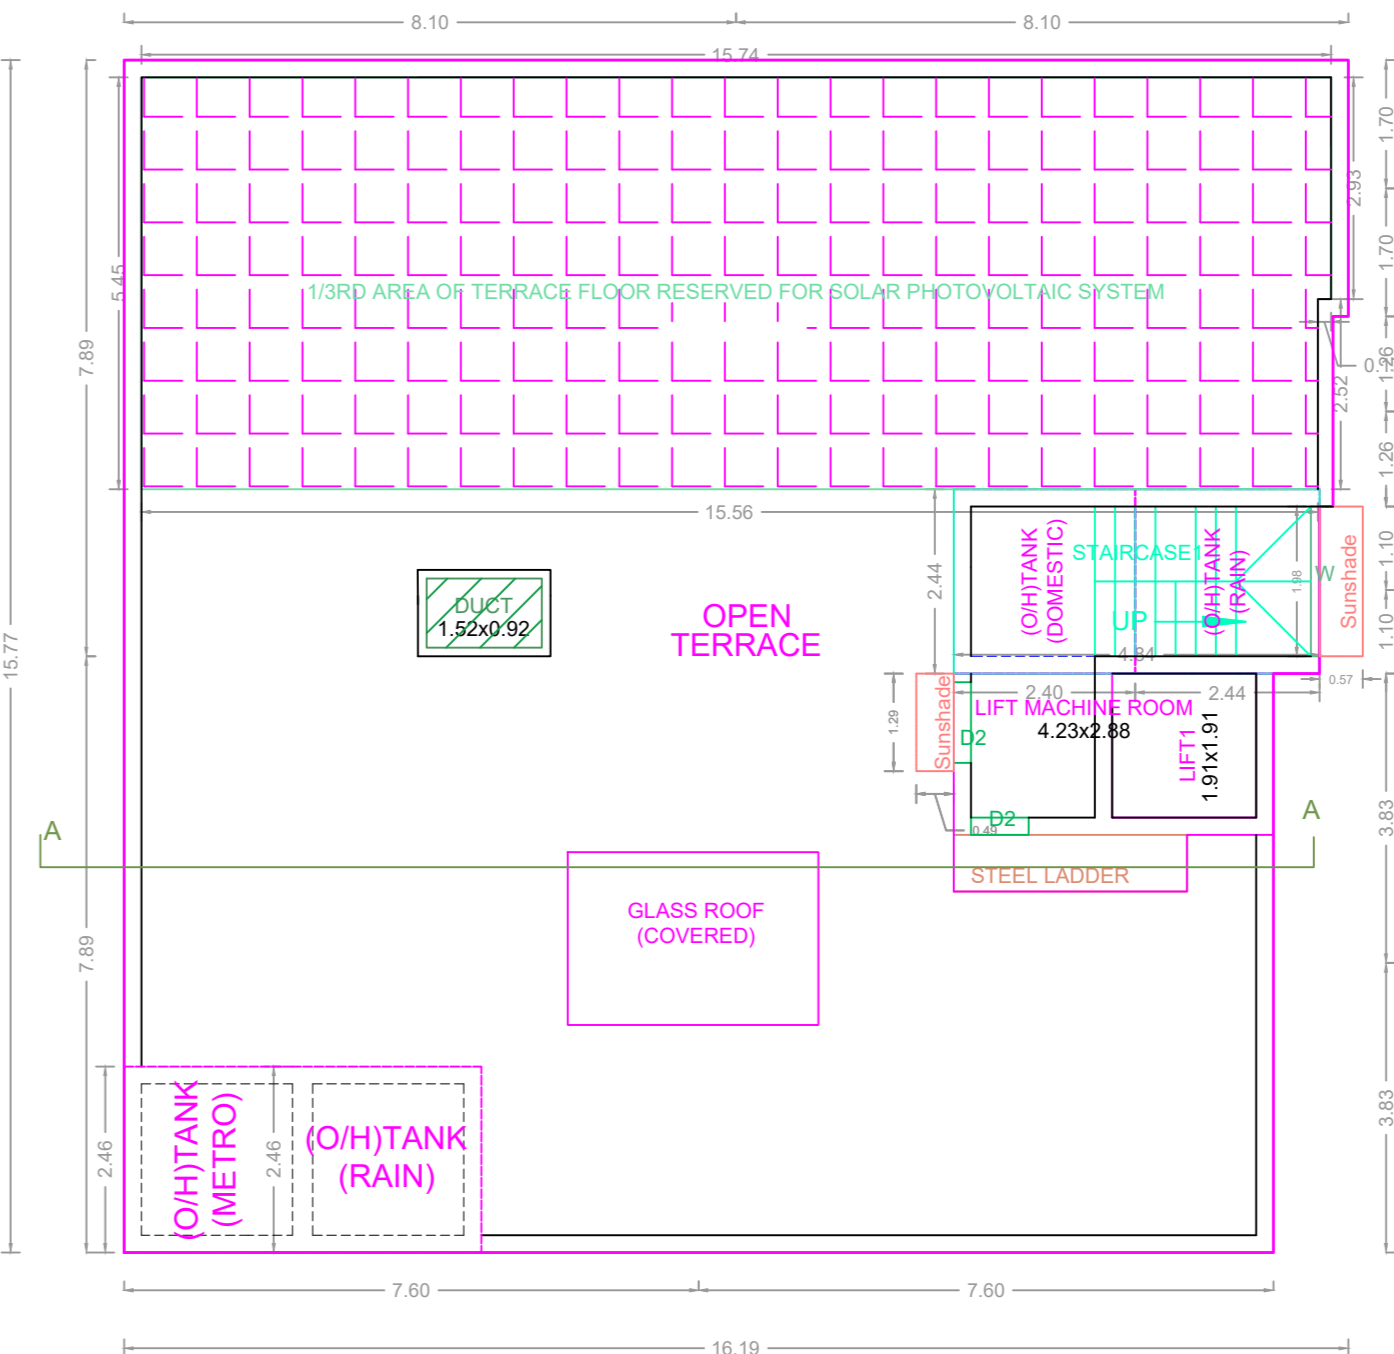 8.10
8.10
15.74
1.70
2.93
1.70
5.45
1/3RD AREA OF TERRACE FLOOR RESERVED FOR SOLAR PHOTOVOLTAIC SYSTEM
7.89
1.26
2.52
1.26
15.56
STAIRCASE1
(O/H)TANK
(DOMESTIC)
(O/H)TANK
(RAIN)
1.98
W
Sunshade
1.10
1.10
2.44
DUCT
1.52x0.92
OPEN
TERRACE
UP
4.84
15.77
2.40
2.44
0.57
LIFT MACHINE ROOM
4.23x2.88
Sunshade
1.29
D2
LIFT1
1.91x1.91
D2
0.49
A
A
3.83
STEEL LADDER
GLASS ROOF
(COVERED)
7.89
3.83
(O/H)TANK
(METRO)
(O/H)TANK
(RAIN)
2.46
2.46
7.60
7.60
16.19